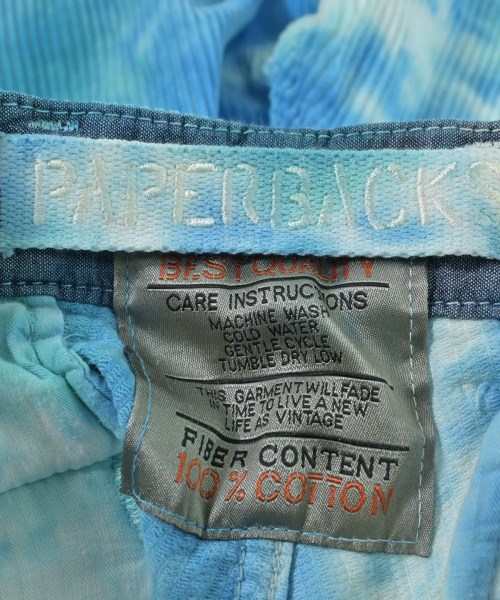 PAPERBACKS
BEST QUALITY
CARE INSTRUCTIONS
MACHINE WASH
COLD WATER
GENTLE CYCLE
TUMBLE DRY LOW
THIS GARMENT WILL FADE
IN TIME TO LIVE A NEW
LIFE AS VINTAGE
FIBER CONTENT
100% COTTON